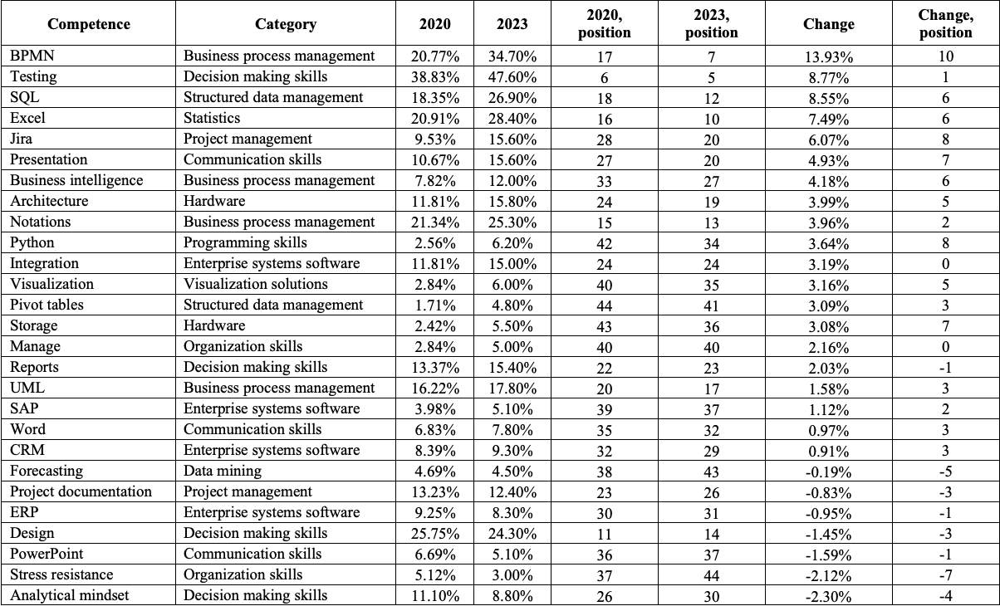 Competence Category 2020 2023 2020, position 2023, position Change Change, position
BPMN Business process management 20.77% 34.70% 17 7 13.93% 10
Testing Decision making skills 38.83% 47.60% 6 5 8.77% 1
SQL Structured data management 18.35% 26.90% 18 12 8.55% 6
Excel Statistics 20.91% 28.40% 16 10 7.49% 6
Jira Project management 9.53% 15.60% 28 20 6.07% 8
Presentation Communication skills 10.67% 15.60% 27 20 4.93% 7
Business intelligence Business process management 7.82% 12.00% 33 27 4.18% 6
Architecture Hardware 11.81% 15.80% 24 19 3.99% 5
Notations Business process management 21.34% 25.30% 15 13 3.96% 2
Python Programming skills 2.56% 6.20% 42 34 3.64% 8
Integration Enterprise systems software 11.81% 15.00% 24 24 3.19% 0
Visualization Visualization solutions 2.84% 6.00% 40 35 3.16% 5
Pivot tables Structured data management 1.71% 4.80% 44 41 3.09% 3
Storage Hardware 2.42% 5.50% 43 36 3.08% 7
Manage Organization skills 2.84% 5.00% 40 40 2.16% 0
Reports Decision making skills 13.37% 15.40% 22 23 2.03% -1
UML Business process management 16.22% 17.80% 20 17 1.58% 3
SAP Enterprise systems software 3.98% 5.10% 39 37 1.12% 2
Word Communication skills 6.83% 7.80% 35 32 0.97% 3
CRM Enterprise systems software 8.39% 9.30% 32 29 0.91% 3
Forecasting Data mining 4.69% 4.50% 38 43 -0.19% -5
Project documentation Project management 13.23% 12.40% 23 26 -0.83% -3
ERP Enterprise systems software 9.25% 8.30% 30 31 -0.95% -1
Design Decision making skills 25.75% 24.30% 11 14 -1.45% -3
PowerPoint Communication skills 6.69% 5.10% 36 37 -1.59% -1
Stress resistance Organization skills 5.12% 3.00% 37 44 -2.12% -7
Analytical mindset Decision making skills 11.10% 8.80% 26 30 -2.30% -4